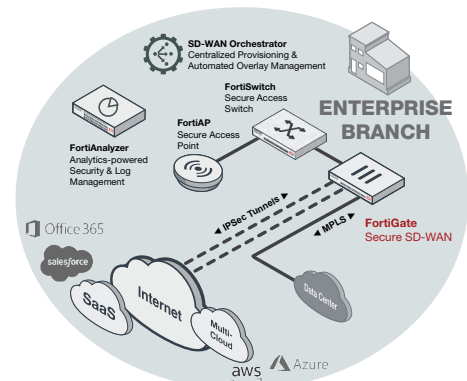 SD-WAN Orchestrator
Centralized Provisioning &
Automated Overlay Management
FortiSwitch
Secure Access
Switch
ENTERPRISE
BRANCH
FortiAP
Secure Access
Point
FortiAnalyzer
Analytics-powered
Security & Log
Management
◄ IPSec Tunnels ►
◄ MPLS ►
FortiGate
Secure SD-WAN
Office 365
salesforce
SaaS
Internet
Multi-
Cloud
Data Center
aws
Azure